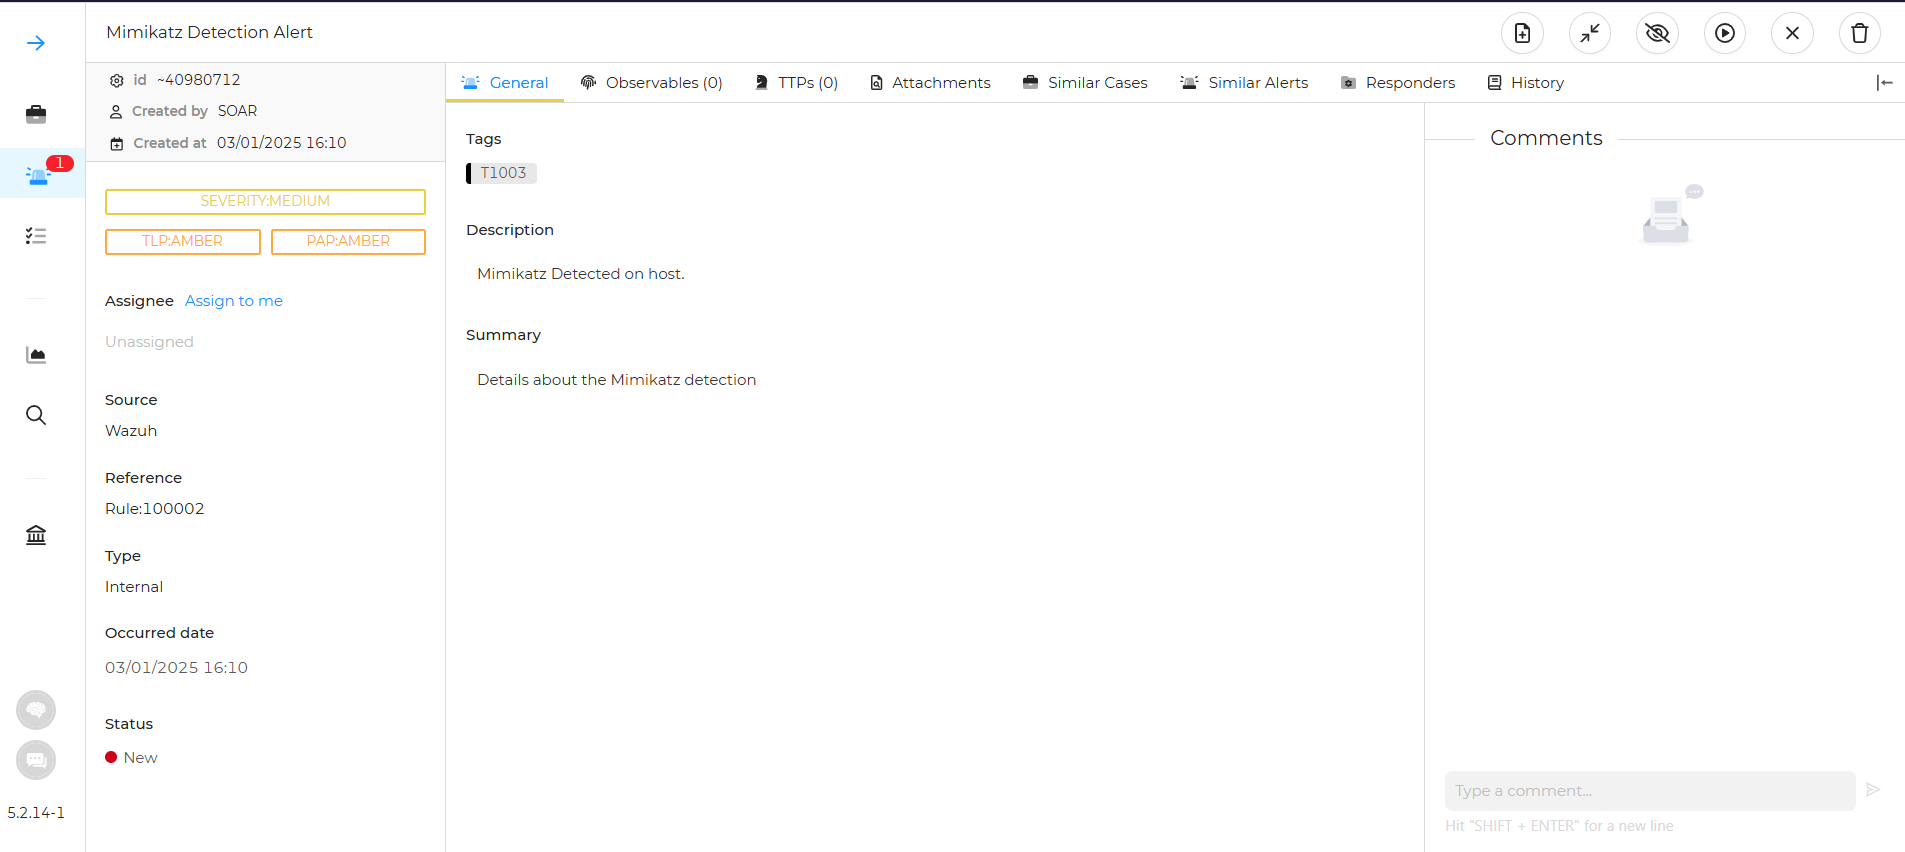 Mimikatz Detection Alert
id ~40980712
Created by SOAR
Created at 03/01/2025 16:10
1
General Observables (0) TTPs (0) Attachments Similar Cases Similar Alerts Responders History
SEVERITY:MEDIUM
TLP:AMBER PAP:AMBER
Assignee Assign to me
Unassigned
Source
Wazuh
Reference
Rule:100002
Type
Internal
Occurred date
03/01/2025 16:10
Status
New
5.2.14-1
Tags
T1003
Description
Mimikatz Detected on host.
Summary
Details about the Mimikatz detection
Comments
Type a comment...
Hit "SHIFT + ENTER" for a new line